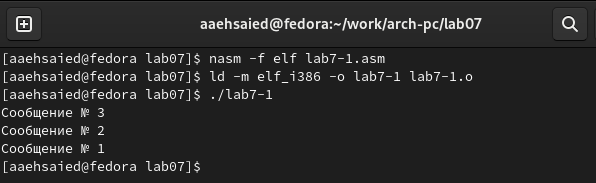 aaehsaied@fedora:~/work/arch-pc/lab07
[aaehsaied@fedora lab07]$ nasm -f elf lab7-1.asm
[aaehsaied@fedora lab07]$ ld -m elf_i386 -o lab7-1 lab7-1.o
[aaehsaied@fedora lab07]$ ./lab7-1
Сообщение № 3
Сообщение № 2
Сообщение № 1
[aaehsaied@fedora lab07]$